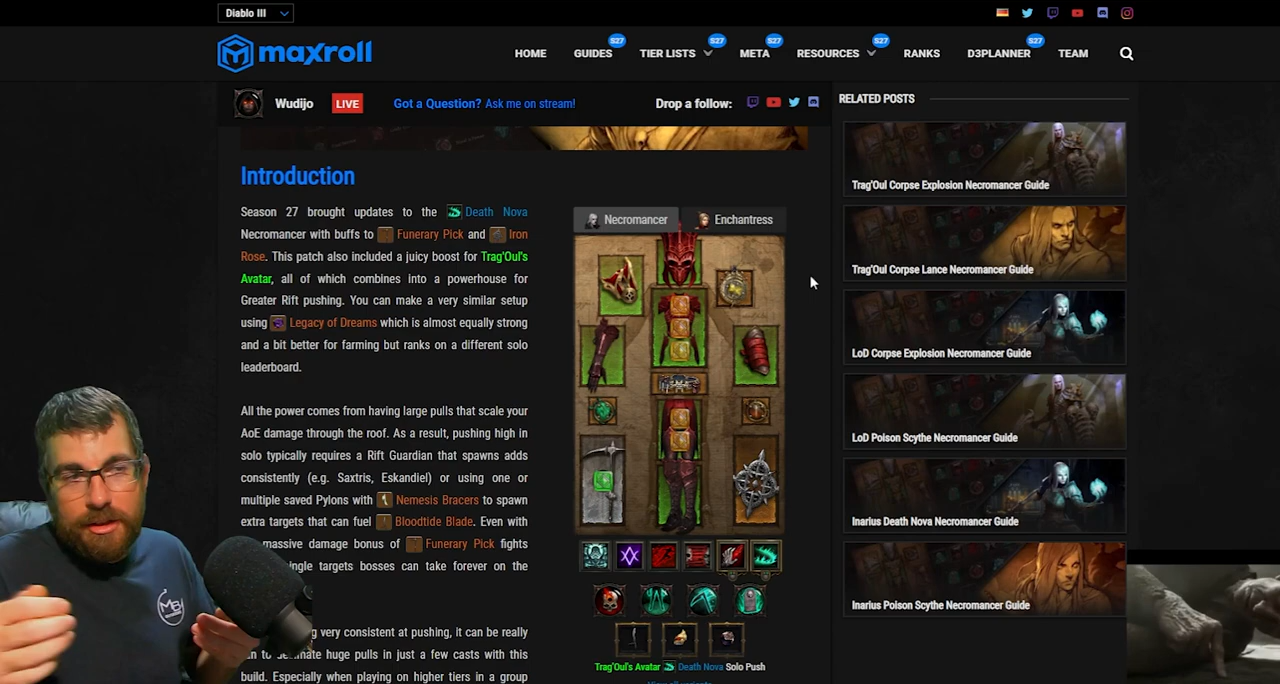 Diablo III
maxroll
HOME
GUIDES
S27
TIER LISTS
S27
META
S27
RESOURCES
S27
RANKS
D3PLANNER
S27
TEAM
Wudijo
LIVE
Got a Question? Ask me on stream!
Drop a follow:
Introduction
Season 27 brought updates to the Death Nova
Necromancer with buffs to Funerary Pick and Iron
Rose. This patch also included a juicy boost for Trag'Oul's
Avatar, all of which combines into a powerhouse for
Greater Rift pushing. You can make a very similar setup
using Legacy of Dreams which is almost equally strong
and a bit better for farming but ranks on a different solo
leaderboard.
All the power comes from having large pulls that scale your
AoE damage through the roof. As a result, pushing high in
solo typically requires a Rift Guardian that spawns adds
consistently (e.g. Saxtris, Eskandiel) or using one or
multiple saved Pylons with Nemesis Bracers to spawn
extra targets that can fuel Bloodtide Blade. Even with
massive damage bonus of Funerary Pick fights
targets bosses can take forever on the
very consistent at pushing, it can be really
huge pulls in just a few casts with this
build. Especially when playing on higher tiers in a group
Necromancer
Enchantress
Trag'Oul's Avatar Death Nova Solo Push
RELATED POSTS
Trag'Oul Corpse Explosion Necromancer Guide
Trag'Oul Corpse Lance Necromancer Guide
LoD Corpse Explosion Necromancer Guide
LoD Poison Scythe Necromancer Guide
Inarius Death Nova Necromancer Guide
Inarius Poison Scythe Necromancer Guide